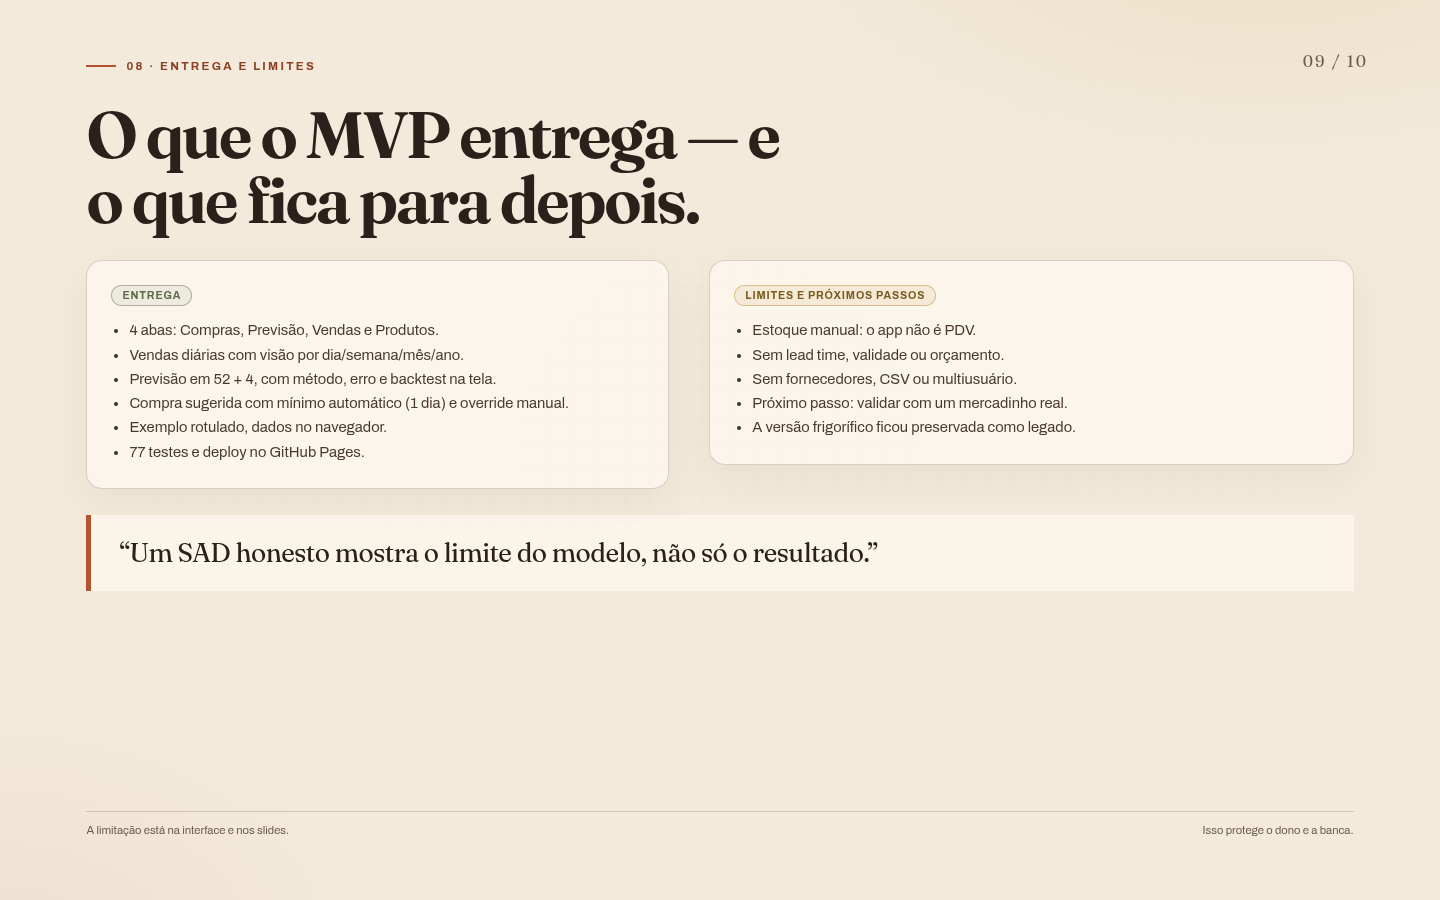 08 · ENTREGA E LIMITES
09 / 10
O que o MVP entrega — e
o que fica para depois.
ENTREGA
• 4 abas: Compras, Previsão, Vendas e Produtos.
• Vendas diárias com visão por dia/semana/mês/ano.
• Previsão em 52 + 4, com método, erro e backtest na tela.
• Compra sugerida com mínimo automático (1 dia) e override manual.
• Exemplo rotulado, dados no navegador.
• 77 testes e deploy no GitHub Pages.
LIMITES E PRÓXIMOS PASSOS
• Estoque manual: o app não é PDV.
• Sem lead time, validade ou orçamento.
• Sem fornecedores, CSV ou multiusuário.
• Próximo passo: validar com um mercadinho real.
• A versão frigorífico ficou preservada como legado.
“Um SAD honesto mostra o limite do modelo, não só o resultado.”
A limitação está na interface e nos slides.
Isso protege o dono e a banca.